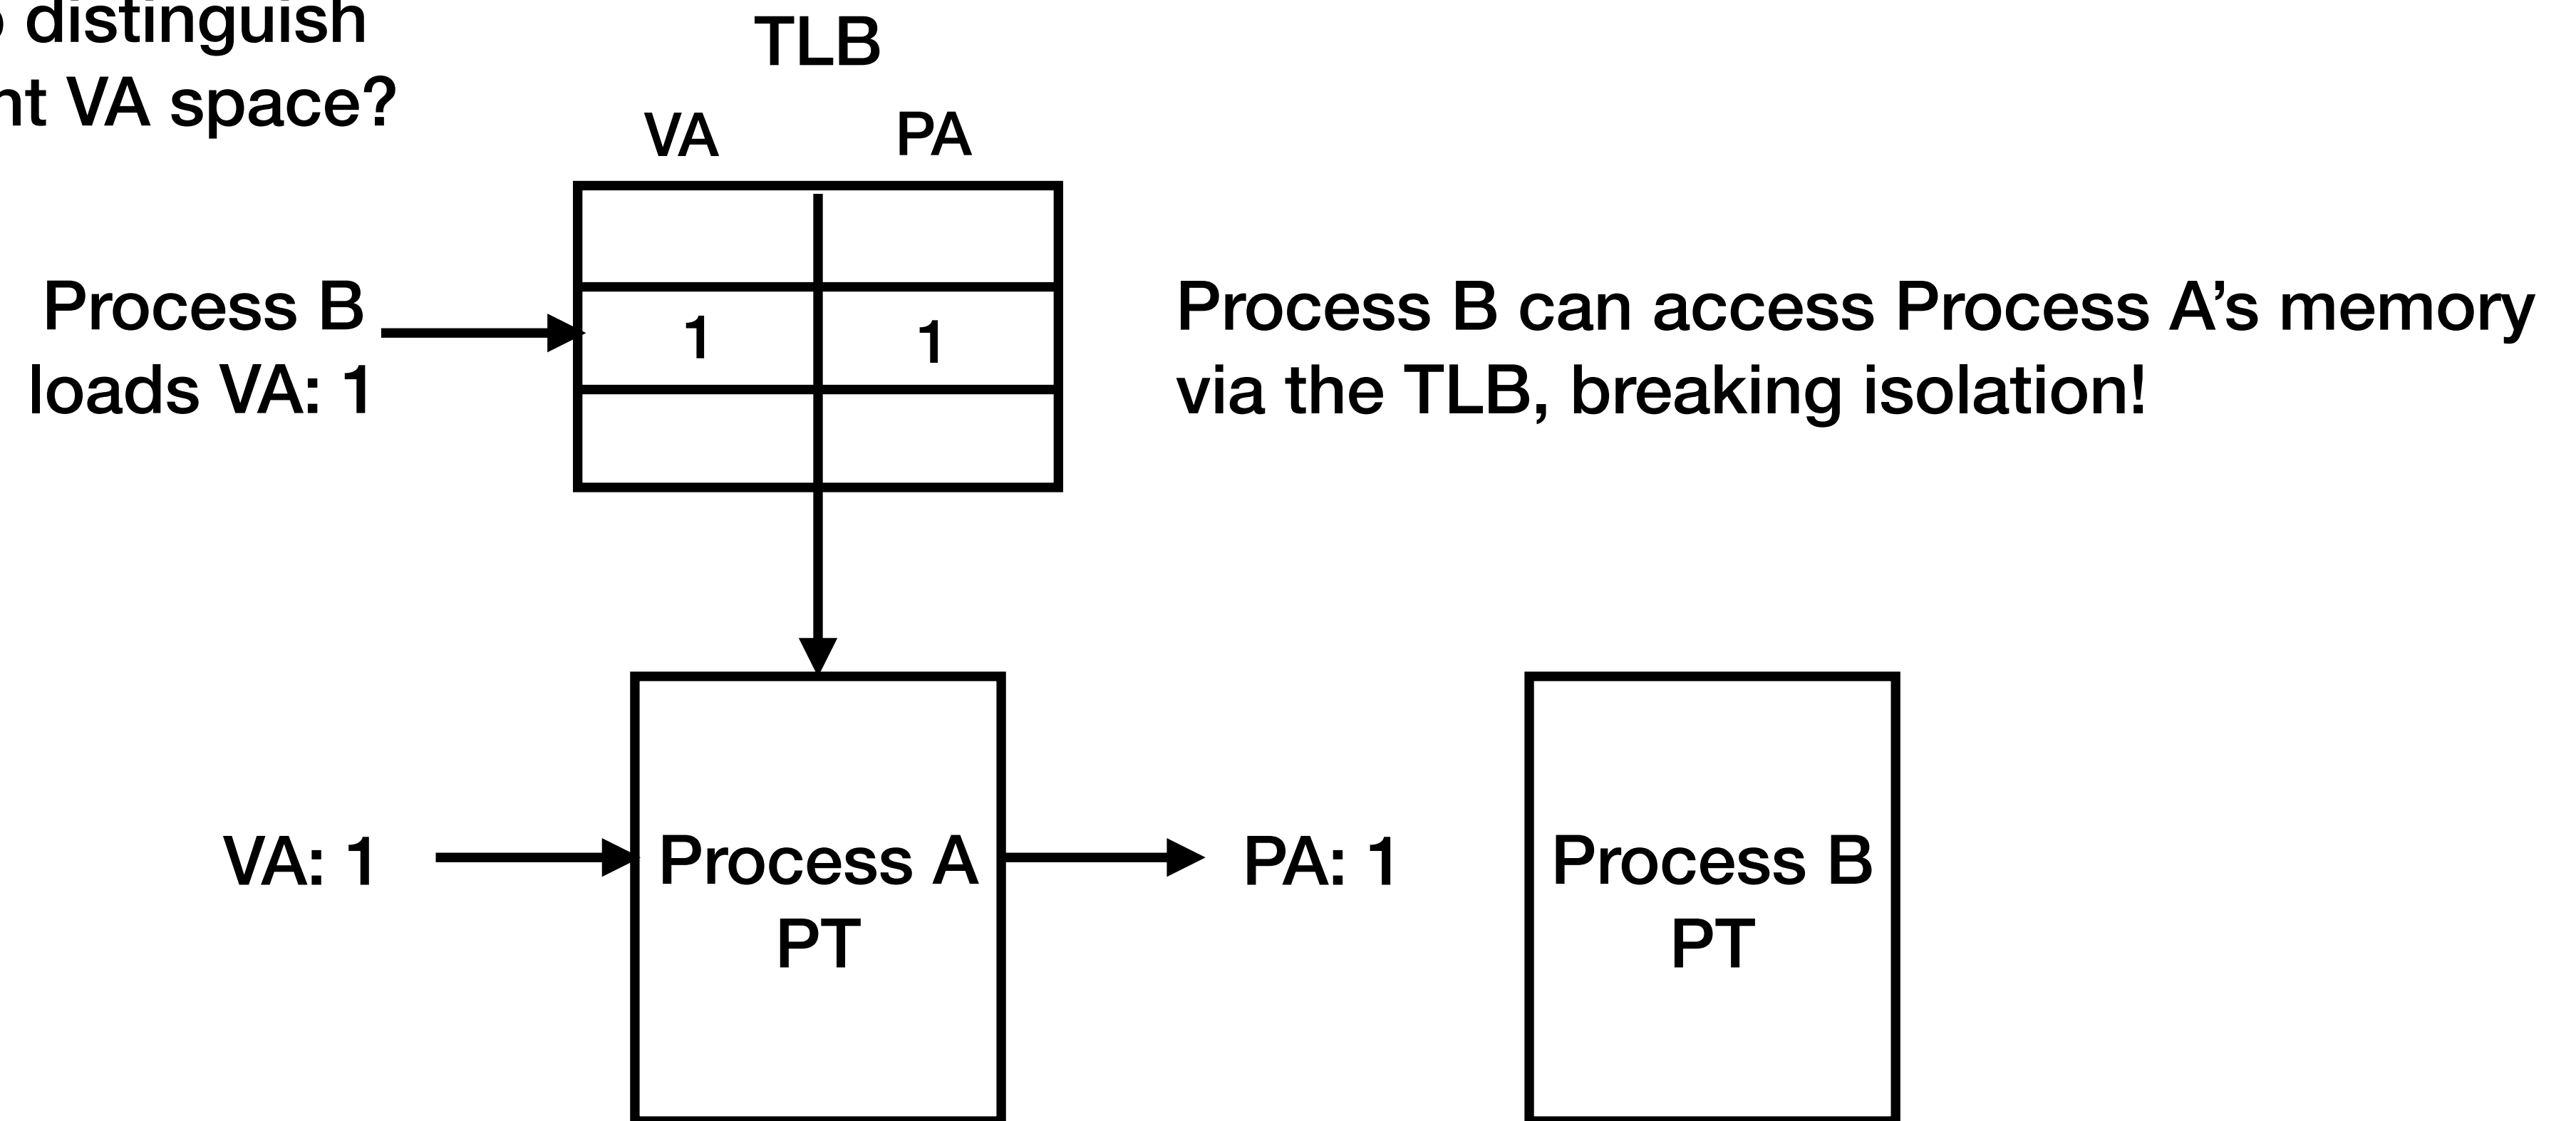 distinguish
VA space?
TLB
VA PA
Process B
loads VA: 1
1 1
Process B can access Process A’s memory
via the TLB, breaking isolation!
VA: 1
Process A
PT
PA: 1
Process B
PT